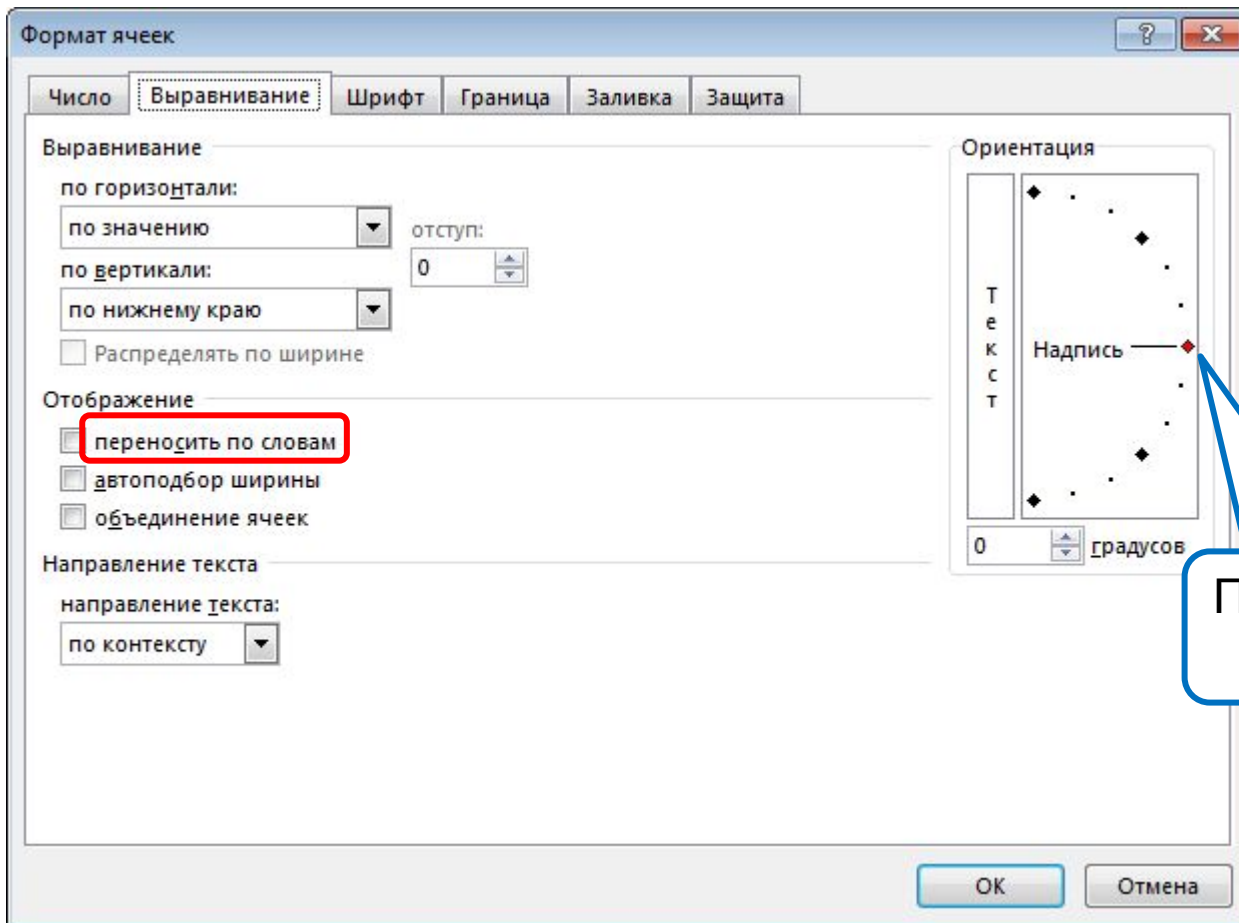 Формат ячеек
Число Выравнивание Шрифт Граница Заливка Защита
Выравнивание
по горизонтали:
по значению
отступ:
0
по вертикали:
по нижнему краю
Распределять по ширине
Отображение
переносить по словам
автоподбор ширины
объединение ячеек
Направление текста
направление текста:
по контексту
Ориентация
Текст
Надпись
0 градусов
П
ОК Отмена